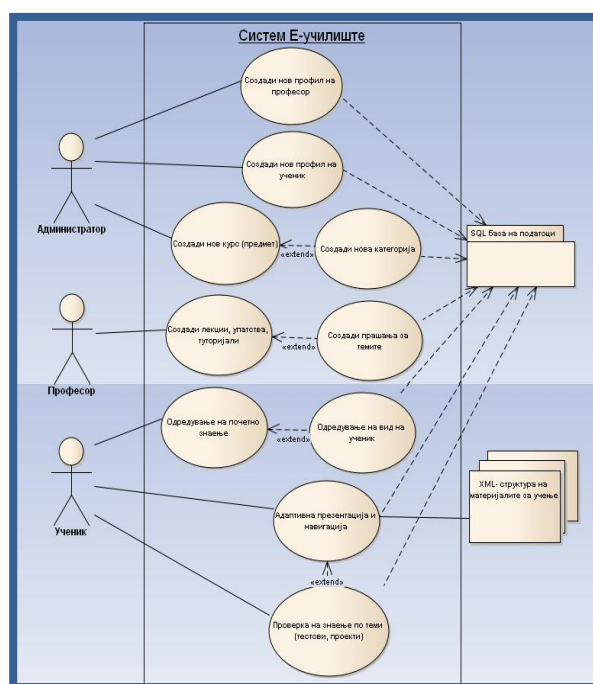 Систем Е-училиште
Создади нов профил на
професор
Создади нов профил на
ученик
Администратор
Создади нов курс (предмет)
«extend»
Создади нова категорија
SQL база на податоци
Професор
Создади лекции, упатства,
туторијали
«extend»
Создади прашања за
темите
Одредување на почетно
знаење
«extend»
Одредување на вид на
ученик
Ученик
Адаптивна презентација и
навигација
XML- структура на
материјалите за учење
«extend»
Проверка на знаење по теми
(тестови, проекти)